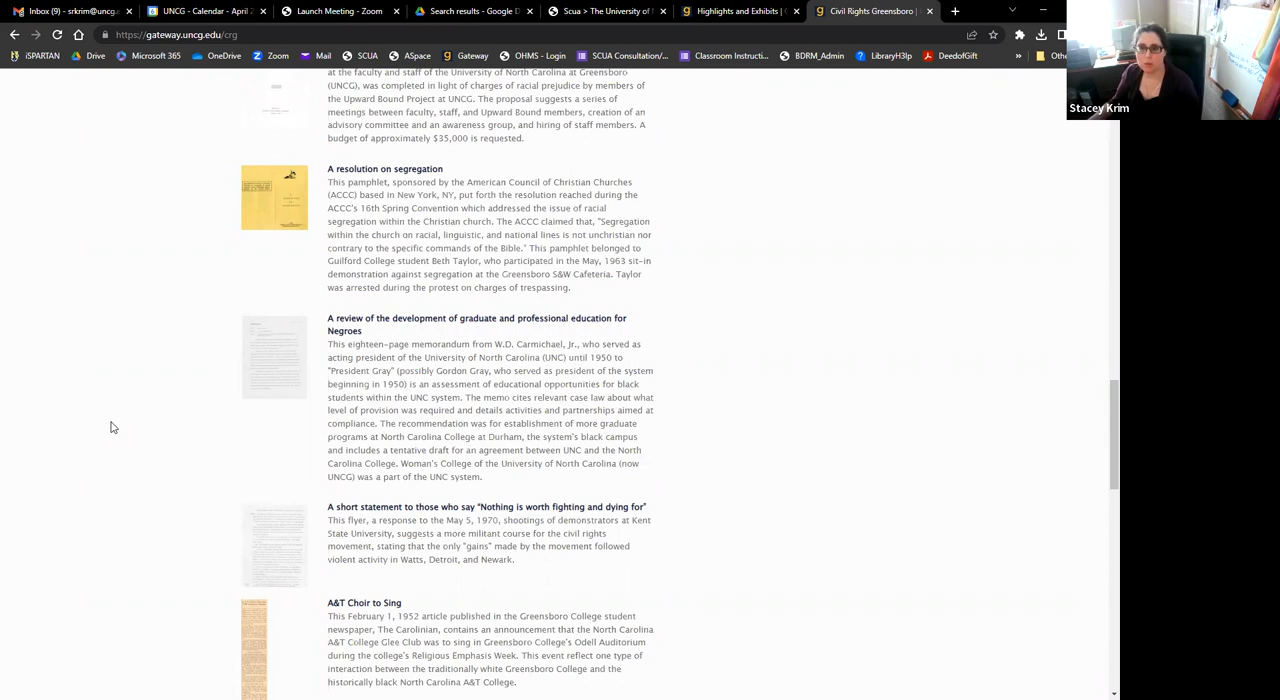 Inbox (9) - srkrim@uncg.
UNCG - Calendar - April 2
Launch Meeting - Zoom
Search results - Google D
Scua > The University of N
Highlights and Exhibits | C
Civil Rights Greensboro |
https://gateway.uncg.edu/crg
iSPARTAN
Microsoft 365
OneDrive
Zoom
Mail
SCUA
ASpace
Gateway
OHMS - Login
SCUA Consultation/...
Classroom Instructi...
BDRM_Admin
LibraryH3lp
DeedofGift
»
Stacey Krim
at the faculty and staff of the University of North Carolina at Greensboro
(UNCG), was completed in light of charges of racial prejudice by members of
the Upward Bound Project at UNCG. The proposal suggests a series of
meetings between faculty, staff, and Upward Bound members, creation of an
advisory committee and an awareness group, and hiring of staff members. A
budget of approximately $35,000 is requested.
A resolution on segregation
This pamphlet, sponsored by the American Council of Christian Churches
(ACCC) based in New York, NY, put forth the resolution reached during the
ACCC's 16th Spring Convention which addressed the issue of racial
segregation within the Christian church. The ACCC claimed that, "Segregation
within the church on racial, linguistic, and national lines is not unchristian nor
contrary to the specific commands of the Bible." This pamphlet belonged to
Guilford College student Beth Taylor, who participated in the May, 1963 sit-in
demonstration against segregation at the Greensboro S&W Cafeteria. Taylor
was arrested during the protest on charges of trespassing.
A review of the development of graduate and professional education for
Negroes
This eighteen-page memorandum from W.D. Carmichael, Jr., who served as
acting president of the University of North Carolina (UNC) until 1950 to
"President Gray" (possibly Gordon Gray, who served as president of the system
beginning in 1950) is an assessment of educational opportunities for black
students within the UNC system. The memo cites relevant case law about what
level of provision was required and details activities and partnerships aimed at
compliance. The recommendation was for establishment of more graduate
programs at North Carolina College at Durham, the system's black campus
and includes a tentative draft for an agreement between UNC and the North
Carolina College. Woman's College of the University of North Carolina (now
UNCG) was a part of the UNC system.
A short statement to those who say “Nothing is worth fighting and dying for”
This flyer, a response to the May 5, 1970, shootings of demonstrators at Kent
State University, suggests a more militant course for the civil rights
movement, stating that the only "gains" made by the movement followed
violent activity in Watts, Detroit, and Newark.
A&T Choir to Sing
This February 1, 1952 article published in the Greensboro College student
newspaper, The Carolinian, contains an announcement that the North Carolina
A&T College Glee Club was to sing in Greensboro College's Odell Auditorium
during the college's Religious Emphasis Week. This event reflect one type of
interaction between the traditionally white Greensboro College and the
historically black North Carolina A&T College.